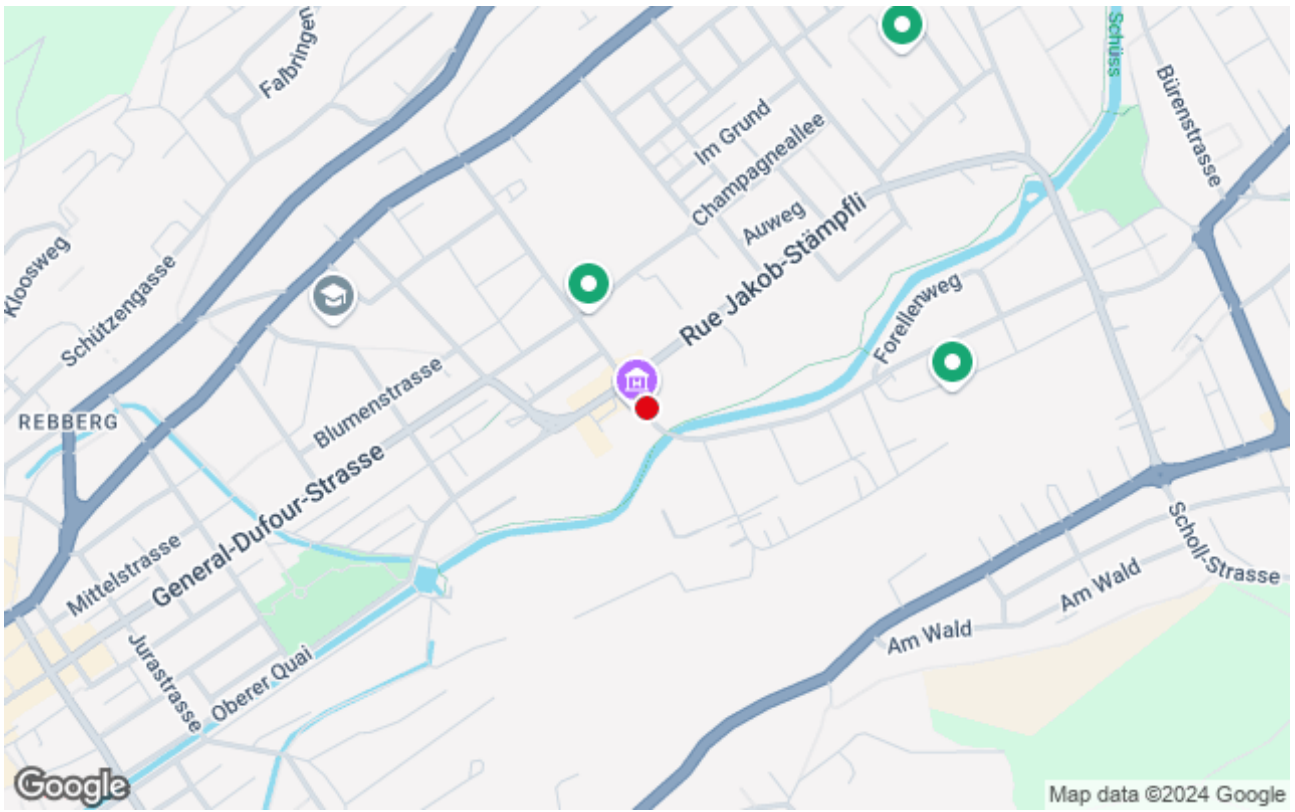 Falbringen
Schüss
Bürenstrasse
Im Grund
Champagneallee
Auweg
Kloosweg
Schützengasse
Rue Jakob-Stämpfli
Forellenweg
REBBERG
Blumenstrasse
General-Dufour-Strasse
Mittelstrasse
Jurastrasse
Oberer Quai
Scholl-Strasse
Am Wald
Am Wald
Google
Map data ©2024 Google